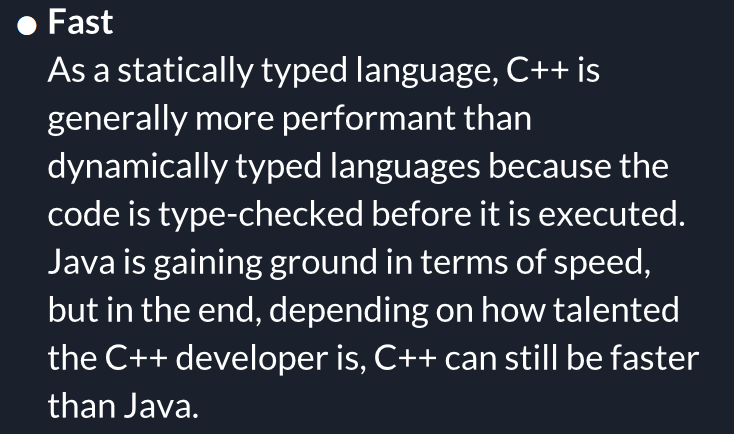 Fast
As a statically typed language, C++ is
generally more performant than
dynamically typed languages because the
code is type-checked before it is executed.
Java is gaining ground in terms of speed,
but in the end, depending on how talented
the C++ developer is, C++ can still be faster
than Java.